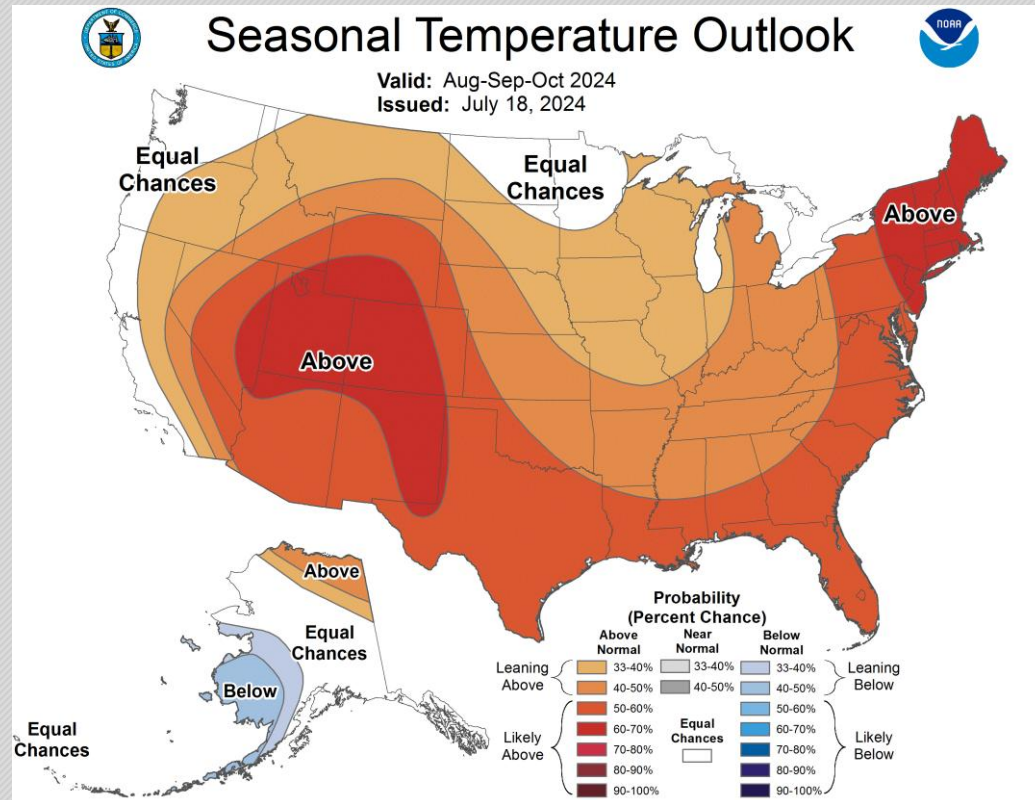 Seasonal Temperature Outlook
NOAA
Valid: Aug-Sep-Oct 2024
Issued: July 18, 2024
Equal
Chances
Equal
Chances
Above
Above
Above
Equal
Chances
Below
Equal
Chances
Probability
(Percent Chance)
Above
Normal
Near
Normal
Below
Normal
Leaning
Above
33-40%
33-40%
33-40%
Leaning
Below
40-50%
40-50%
40-50%
Likely
Above
50-60%
50-60%
Likely
Below
60-70%
60-70%
70-80%
70-80%
80-90%
80-90%
90-100%
90-100%
Equal
Chances